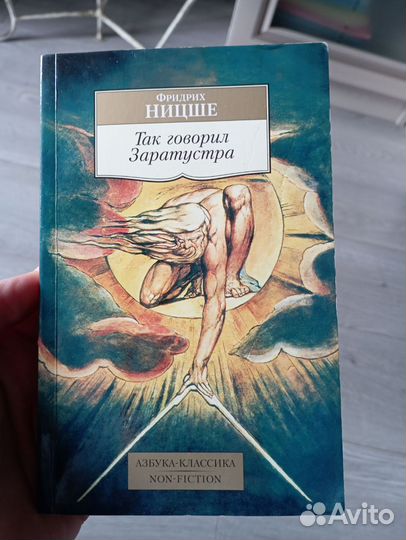 Фридрих
НИЦШЕ
Так говорил
Заратустра
АЗБУКА-КЛАССИКА
NON-FICTION
Avito